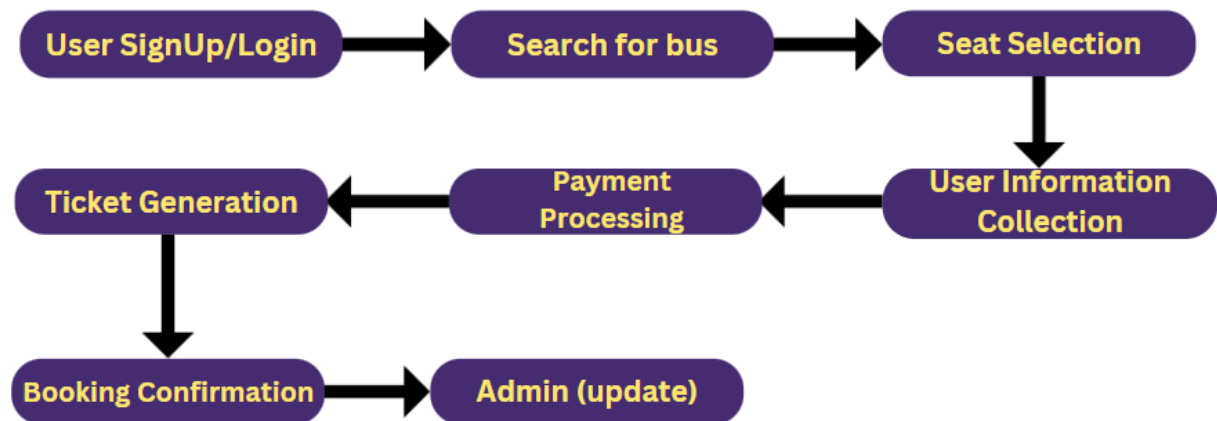 User SignUp/Login
Search for bus
Seat Selection
User Information
Collection
Payment
Processing
Ticket Generation
Booking Confirmation
Admin (update)